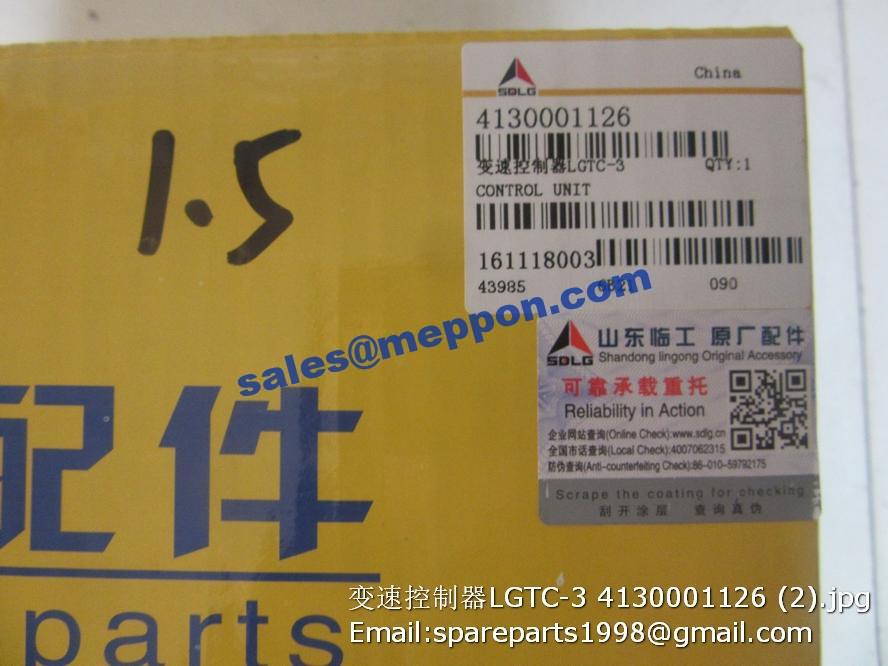 China
SDLG
4130001126
变速控制器LGTC-3 QTY:1
CONTROL UNIT
161118003
43985 090
1.5
sales@meppon.com
SDLG
山东临工 原厂配件
Shandong lingong Original Accessory
可靠承载重托
Reliability in Action
企业网站查询(Online Check):www.sdlg.cn
全国市话查询(Local Check):4007062315
防伪查询(Anti-counterfeiting Check):86-010-59792175
Scrape the coating for checking
刮开涂层 查询真伪
配件
parts
变速控制器LGTC-3 4130001126 (2).jpg
Email:spareparts1998@gmail.com